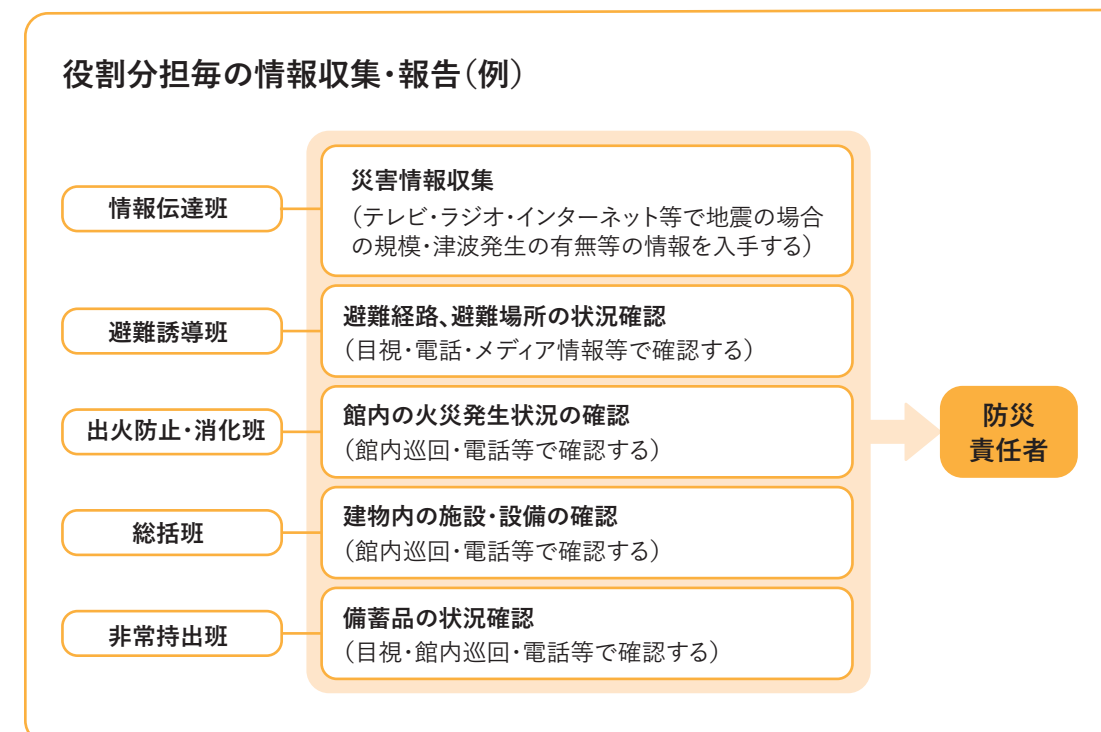 役割分担毎の情報収集・報告（例）
情報伝達班
災害情報収集
（テレビ・ラジオ・インターネット等で地震の場合
の規模・津波発生の有無等の情報を入手する）
避難誘導班
避難経路、避難場所の状況確認
（目視・電話・メディア情報等で確認する）
出火防止・消化班
館内の火災発生状況の確認
（館内巡回・電話等で確認する）
総括班
建物内の施設・設備の確認
（館内巡回・電話等で確認する）
非常持出班
備蓄品の状況確認
（目視・館内巡回・電話等で確認する）
防災
責任者